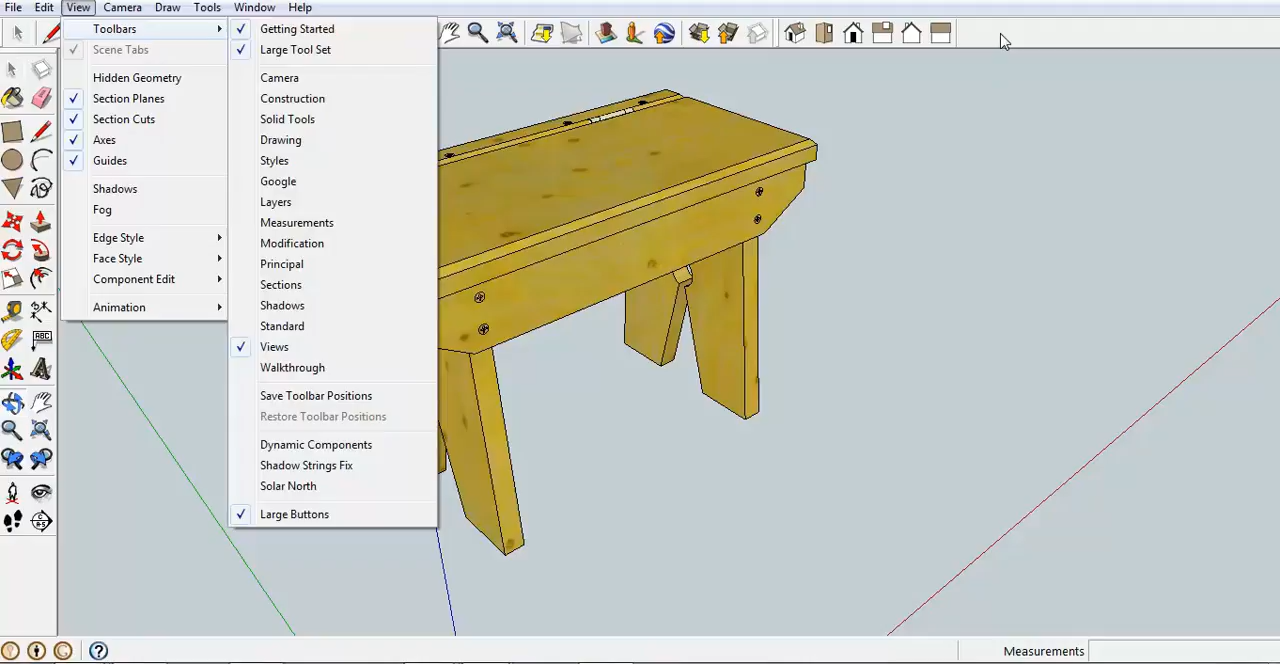 File Edit View Camera Draw Tools Window Help
Toolbars
Scene Tabs
Hidden Geometry
Section Planes
Section Cuts
Axes
Guides
Shadows
Fog
Edge Style
Face Style
Component Edit
Animation
Getting Started
Large Tool Set
Camera
Construction
Solid Tools
Drawing
Styles
Google
Layers
Measurements
Modification
Principal
Sections
Shadows
Standard
Views
Walkthrough
Save Toolbar Positions
Restore Toolbar Positions
Dynamic Components
Shadow Strings Fix
Solar North
Large Buttons
ABC
Measurements